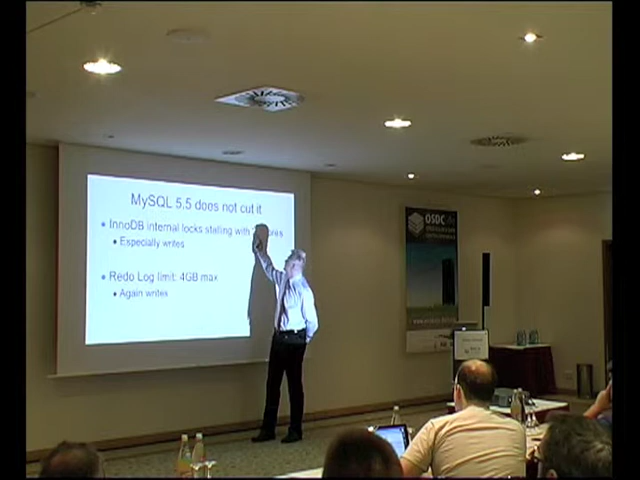 MySQL 5.5 does not cut it
• InnoDB internal locks stalling with
• Especially writes
• Redo Log limit: 4GB max
• Again writes
OSDC